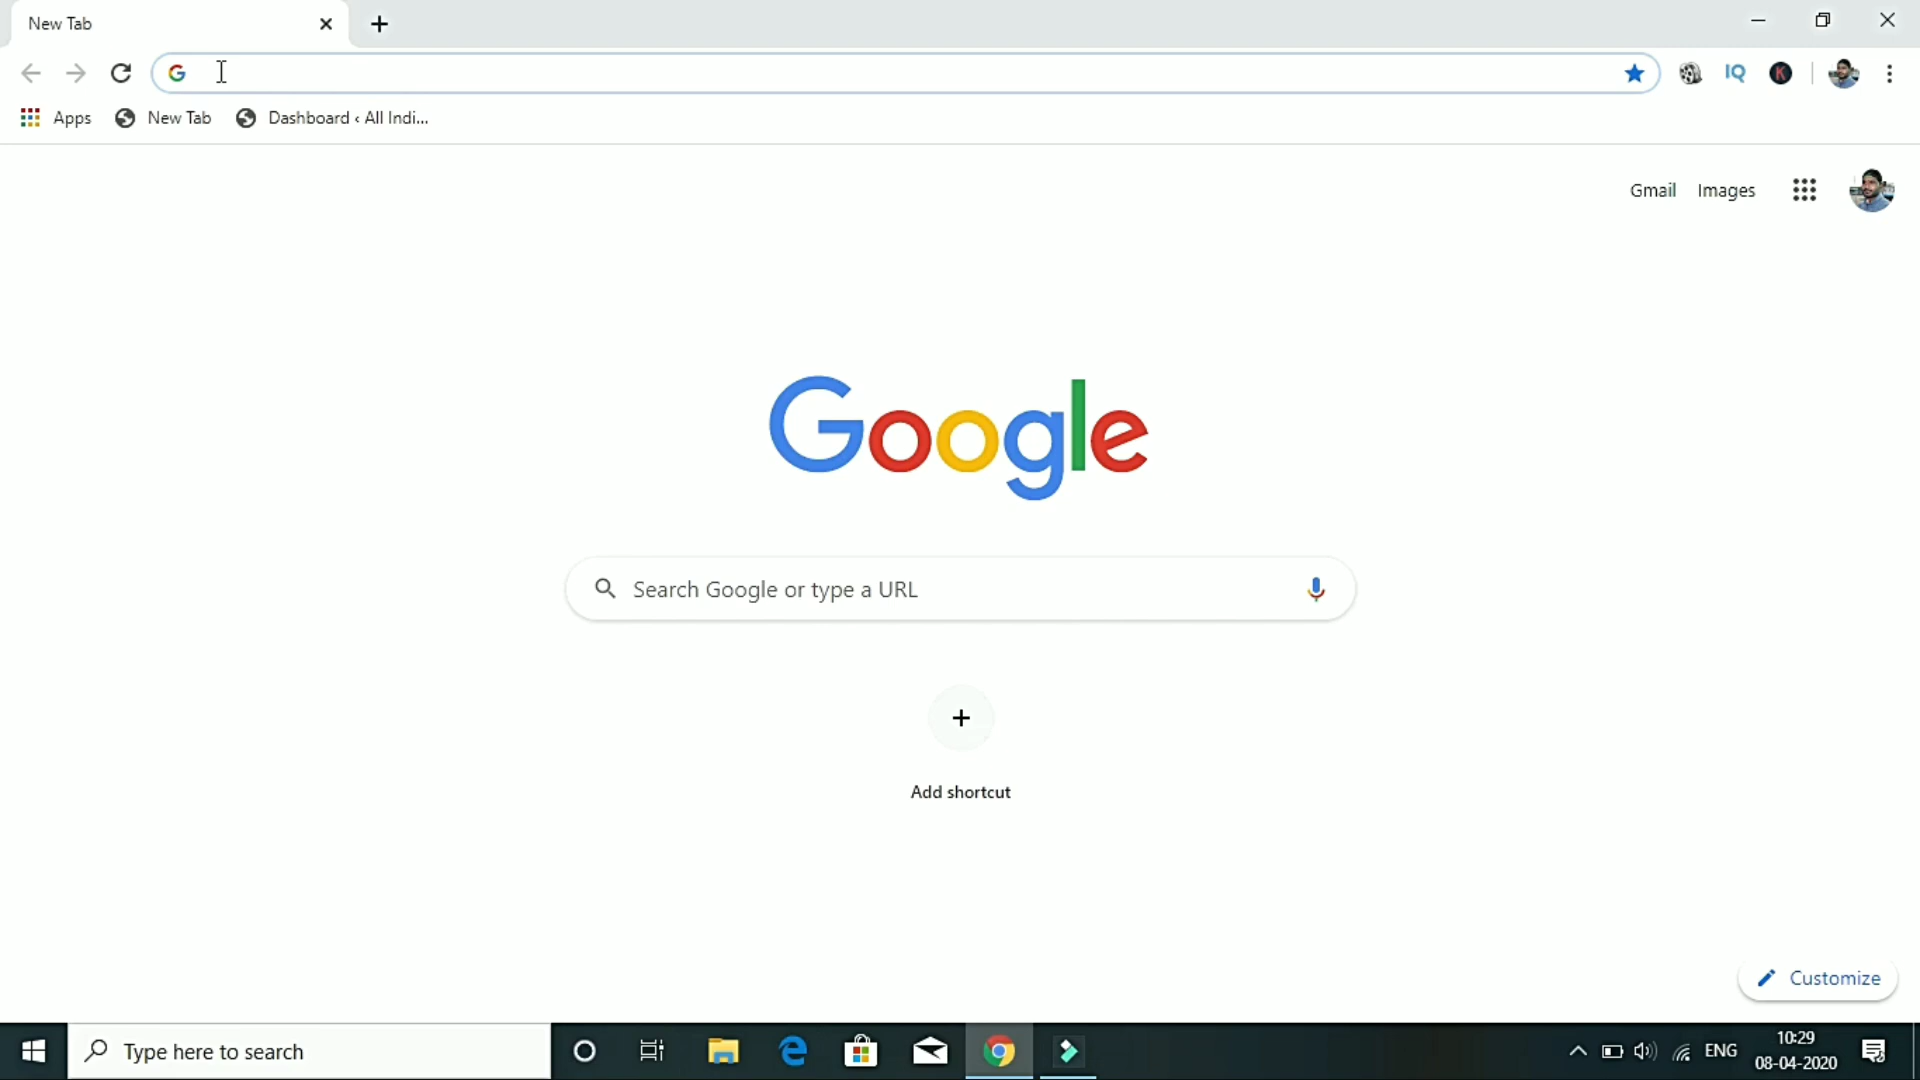 New Tab
IQ
K
Apps
New Tab
Dashboard ‹ All Indi...
Gmail
Images
Google
Search Google or type a URL
Add shortcut
Customize
Type here to search
ENG
10:29
08-04-2020